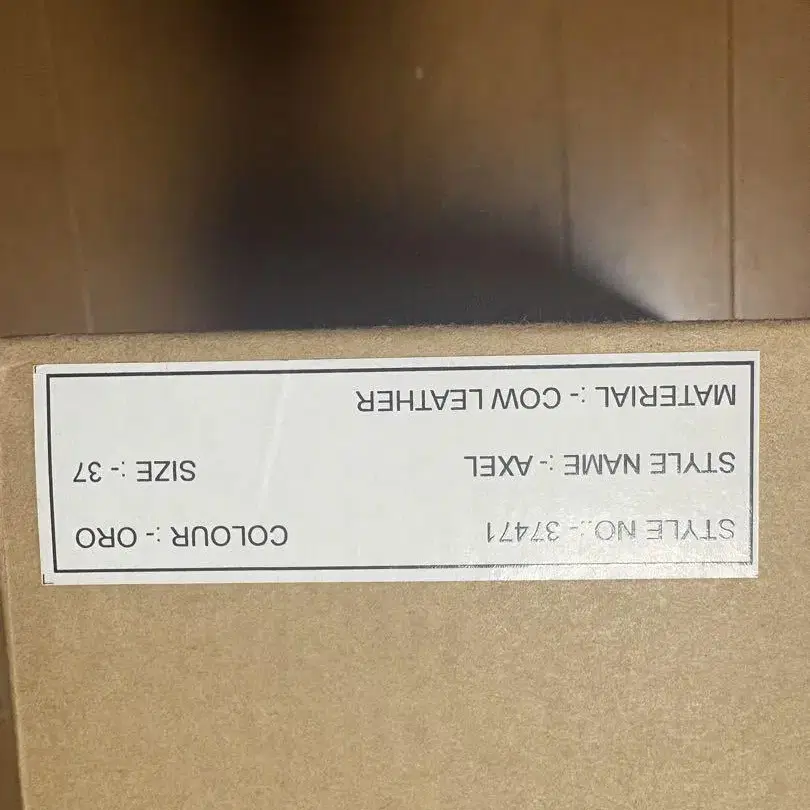 STYLE NO.:- 37471 COLOUR :- ORO
STYLE NAME :- AXEL SIZE :- 37
MATERIAL :- COW LEATHER